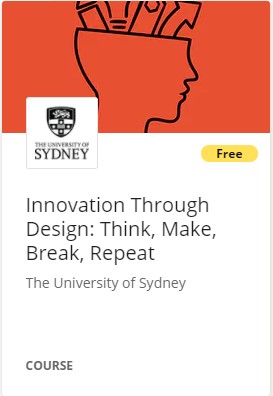 THE UNIVERSITY OF
SYDNEY
Free
Innovation Through
Design: Think, Make,
Break, Repeat
The University of Sydney
COURSE